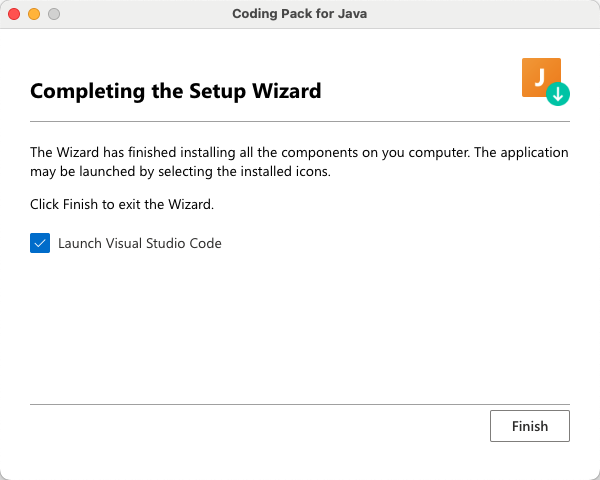 Coding Pack for Java
Completing the Setup Wizard
J
The Wizard has finished installing all the components on you computer. The application
may be launched by selecting the installed icons.
Click Finish to exit the Wizard.
Launch Visual Studio Code
Finish